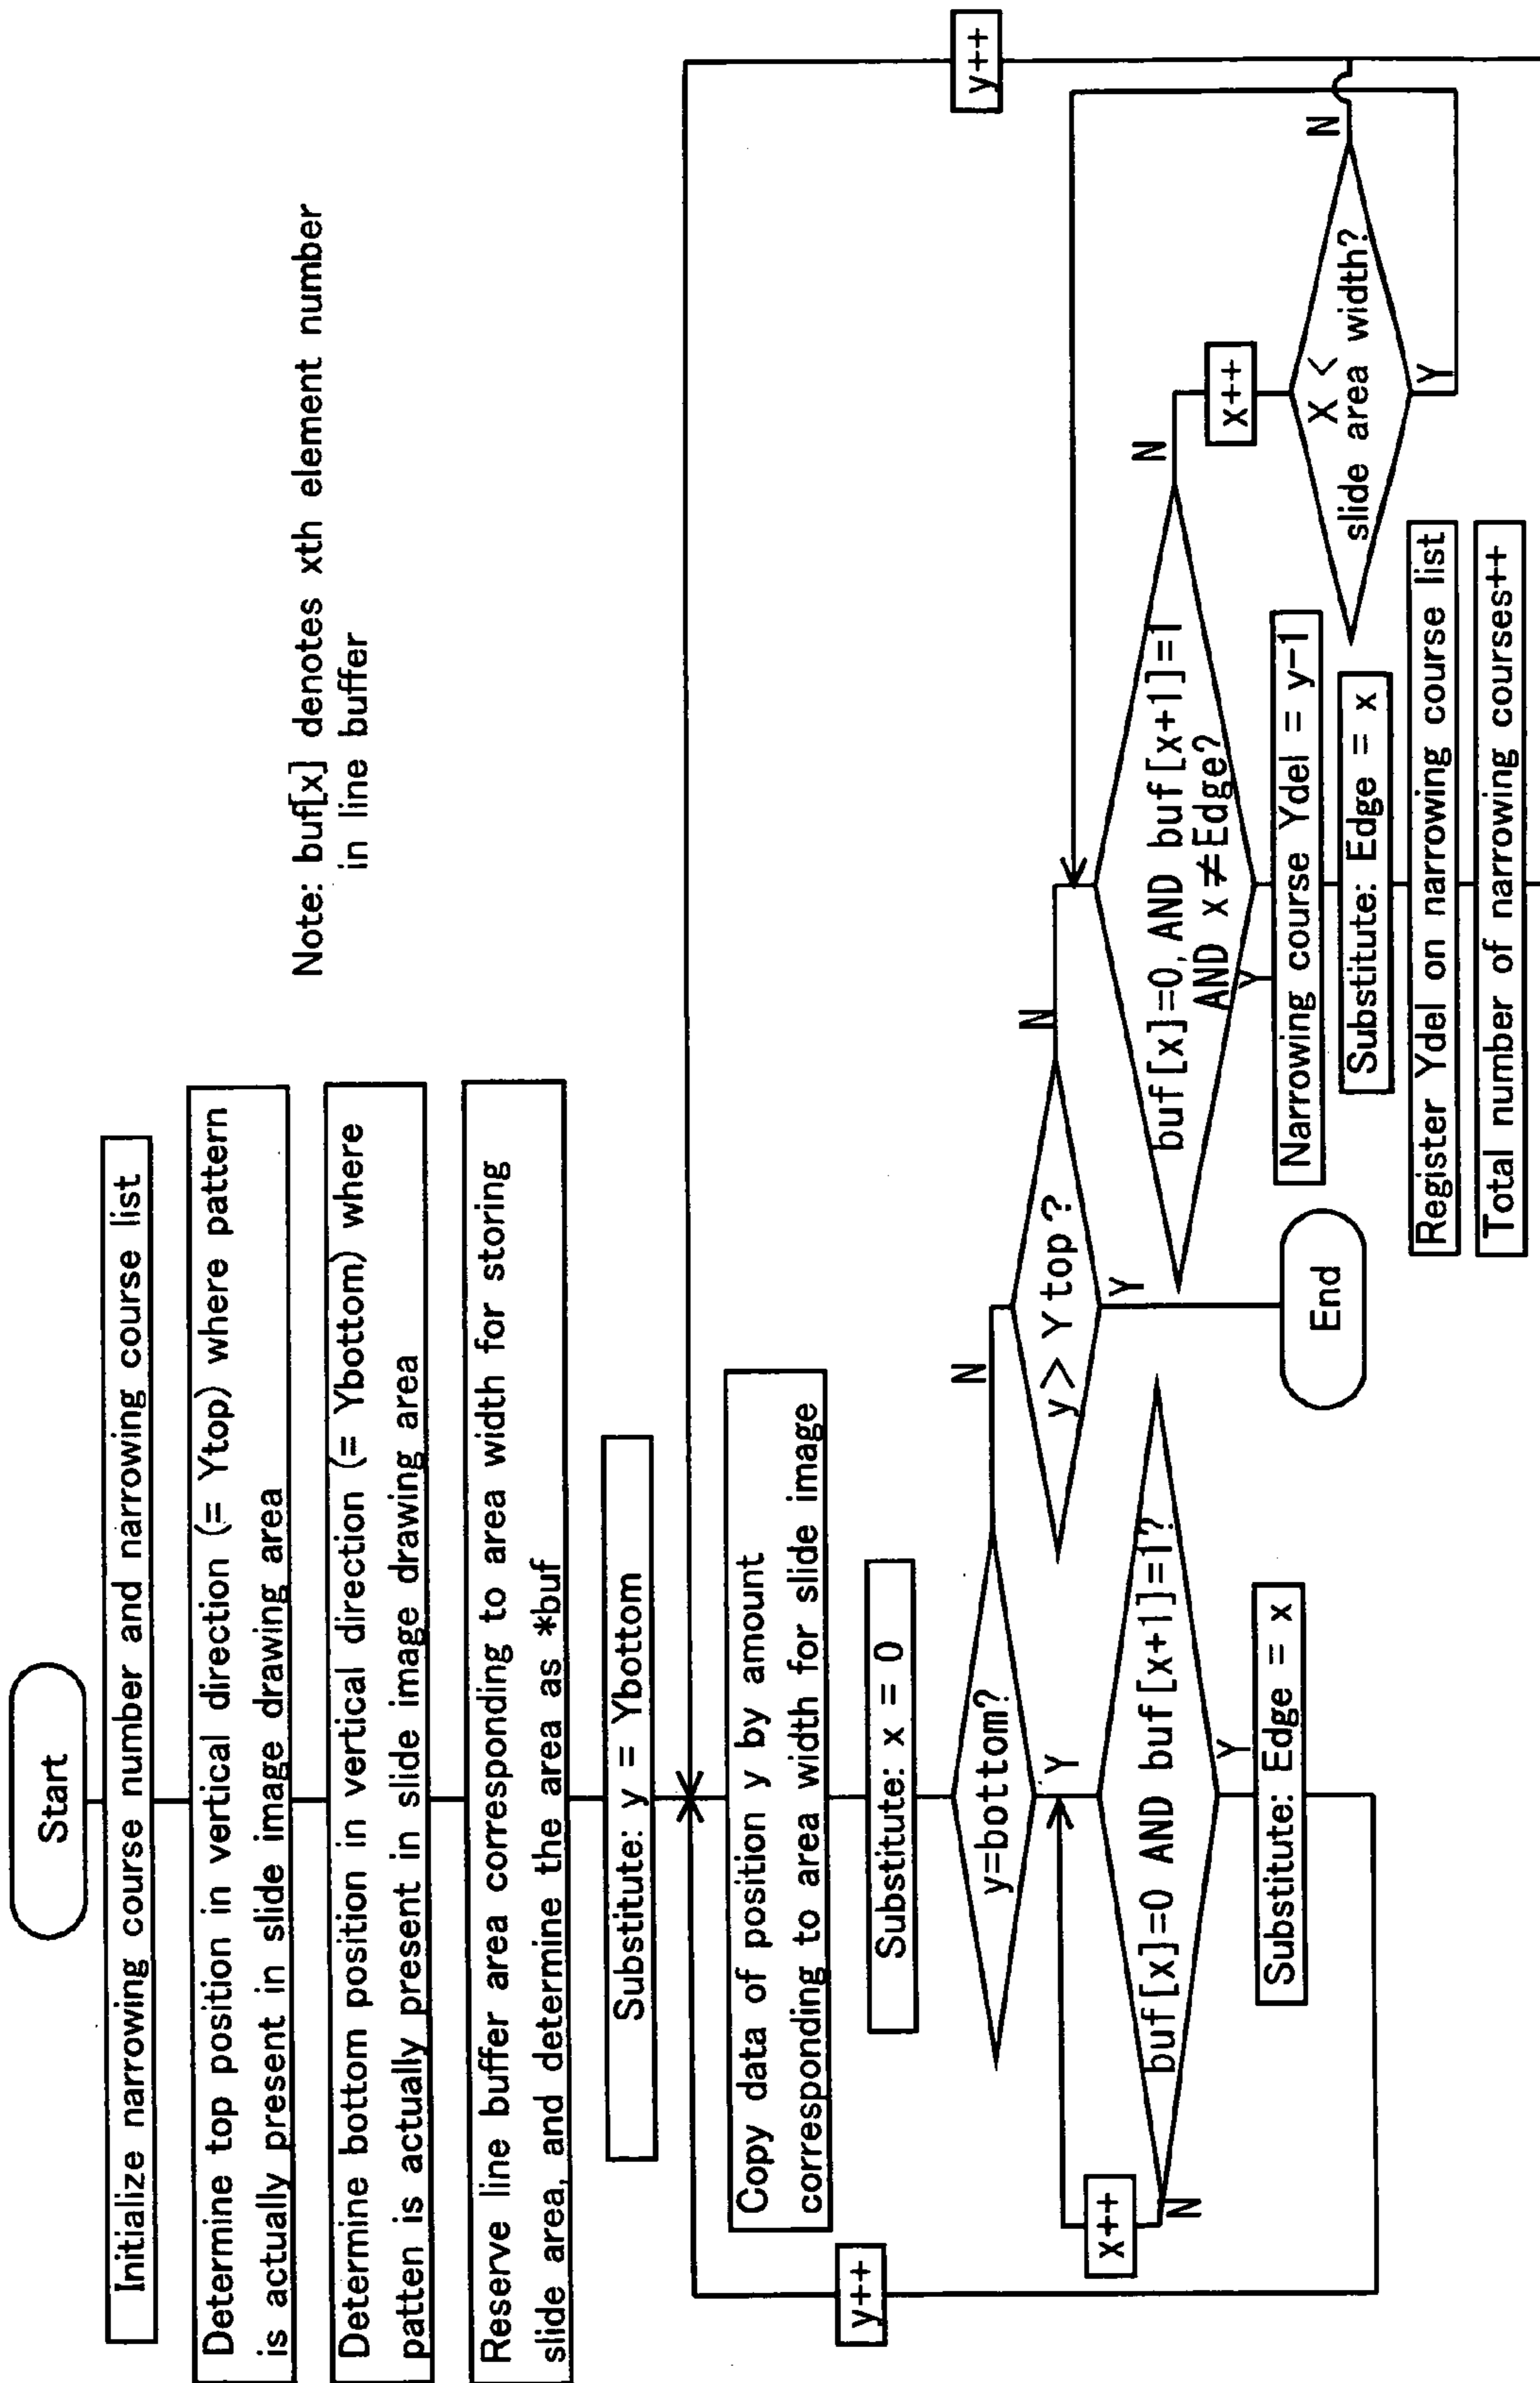 Start
Initialize narrowing course number and narrowing course list
Determine top position in vertical direction (= Ytop) where pattern
is actually present in slide image drawing area
Determine bottom position in vertical direction (= Ybottom) where
patten is actually present in slide image drawing area
Reserve line buffer area corresponding to area width for storing
slide area, and determine the area as *buf
Note: buf[x] denotes xth element number
in line buffer
Substitute: y = Ybottom
Copy data of position y by amount
corresponding to area width for slide image
Substitute: x = 0
y++
y++
y=bottom?
N
Y
y > Ytop?
N
Y
x++
buf[x]=0 AND buf[x+1]=1?
N
Y
Substitute: Edge = x
End
buf[x]=0, AND buf[x+1]=1
AND x ≠ Edge?
N
Y
x++
Narrowing course Ydel = y-1
Substitute: Edge = x
Register Ydel on narrowing course list
Total number of narrowing courses++
X <
slide area width?
N
Y